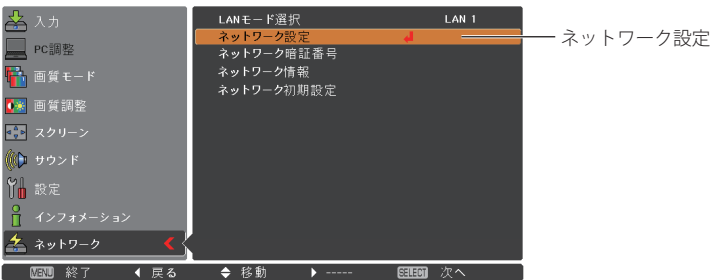 入力
PC調整
画質モード
画質調整
スクリーン
サウンド
設定
インフォメーション
ネットワーク
LANモード選択 LAN 1
ネットワーク設定
ネットワーク暗証番号
ネットワーク情報
ネットワーク初期設定
ネットワーク設定
MENU 終了 戻る 移動 ----- SELECT 次へ